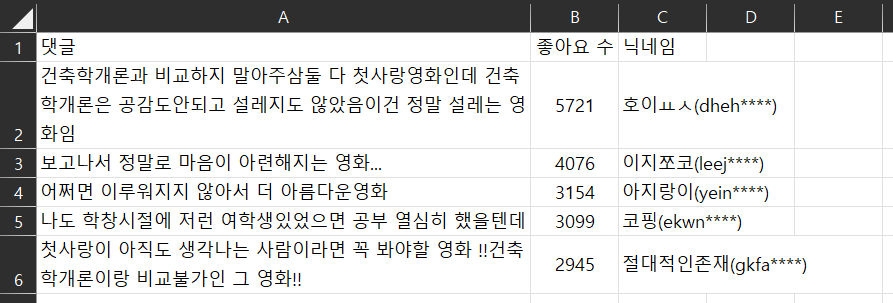 A B C D E
1 댓글 좋아요 수 닉네임
건축학개론과 비교하지 말아주삼둘 다 첫사랑영화인데 건축
학개론은 공감도안되고 설레지도 않았음이건 정말 설레는 영
2 화임 5721 호이ㅛㅅ(dheh****)
3 보고나서 정말로 마음이 아련해지는 영화... 4076 이지쪼코(leej****)
4 어쩌면 이루워지지 않아서 더 아름다운영화 3154 아지랑이(yein****)
5 나도 학창시절에 저런 여학생있었으면 공부 열심히 했을텐데 3099 코핑(ekwn****)
첫사랑이 아직도 생각나는 사람이라면 꼭 봐야할 영화 !!건축
6 학개론이랑 비교불가인 그 영화!! 2945 절대적인존재(gkfa****)